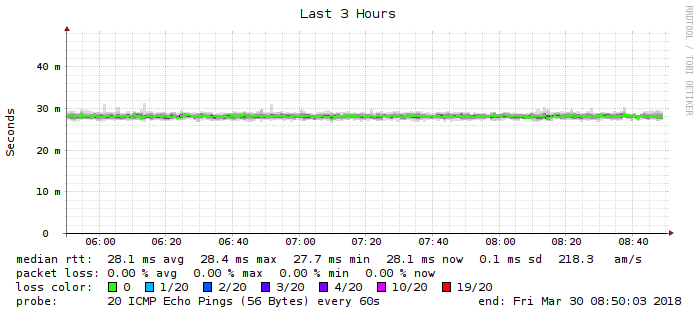 Last 3 Hours
RRDTOOL / TOBI OETIKER
Seconds
40 m
30 m
20 m
10 m
0
06:00 06:20 06:40 07:00 07:20 07:40 08:00 08:20 08:40
median rtt: 28.1 ms avg 28.4 ms max 27.7 ms min 28.1 ms now 0.1 ms sd 218.3 am/s
packet loss: 0.00 % avg 0.00 % max 0.00 % min 0.00 % now
loss color: 0 1/20 2/20 3/20 4/20 10/20 19/20
probe: 20 ICMP Echo Pings (56 Bytes) every 60s end: Fri Mar 30 08:50:03 2018